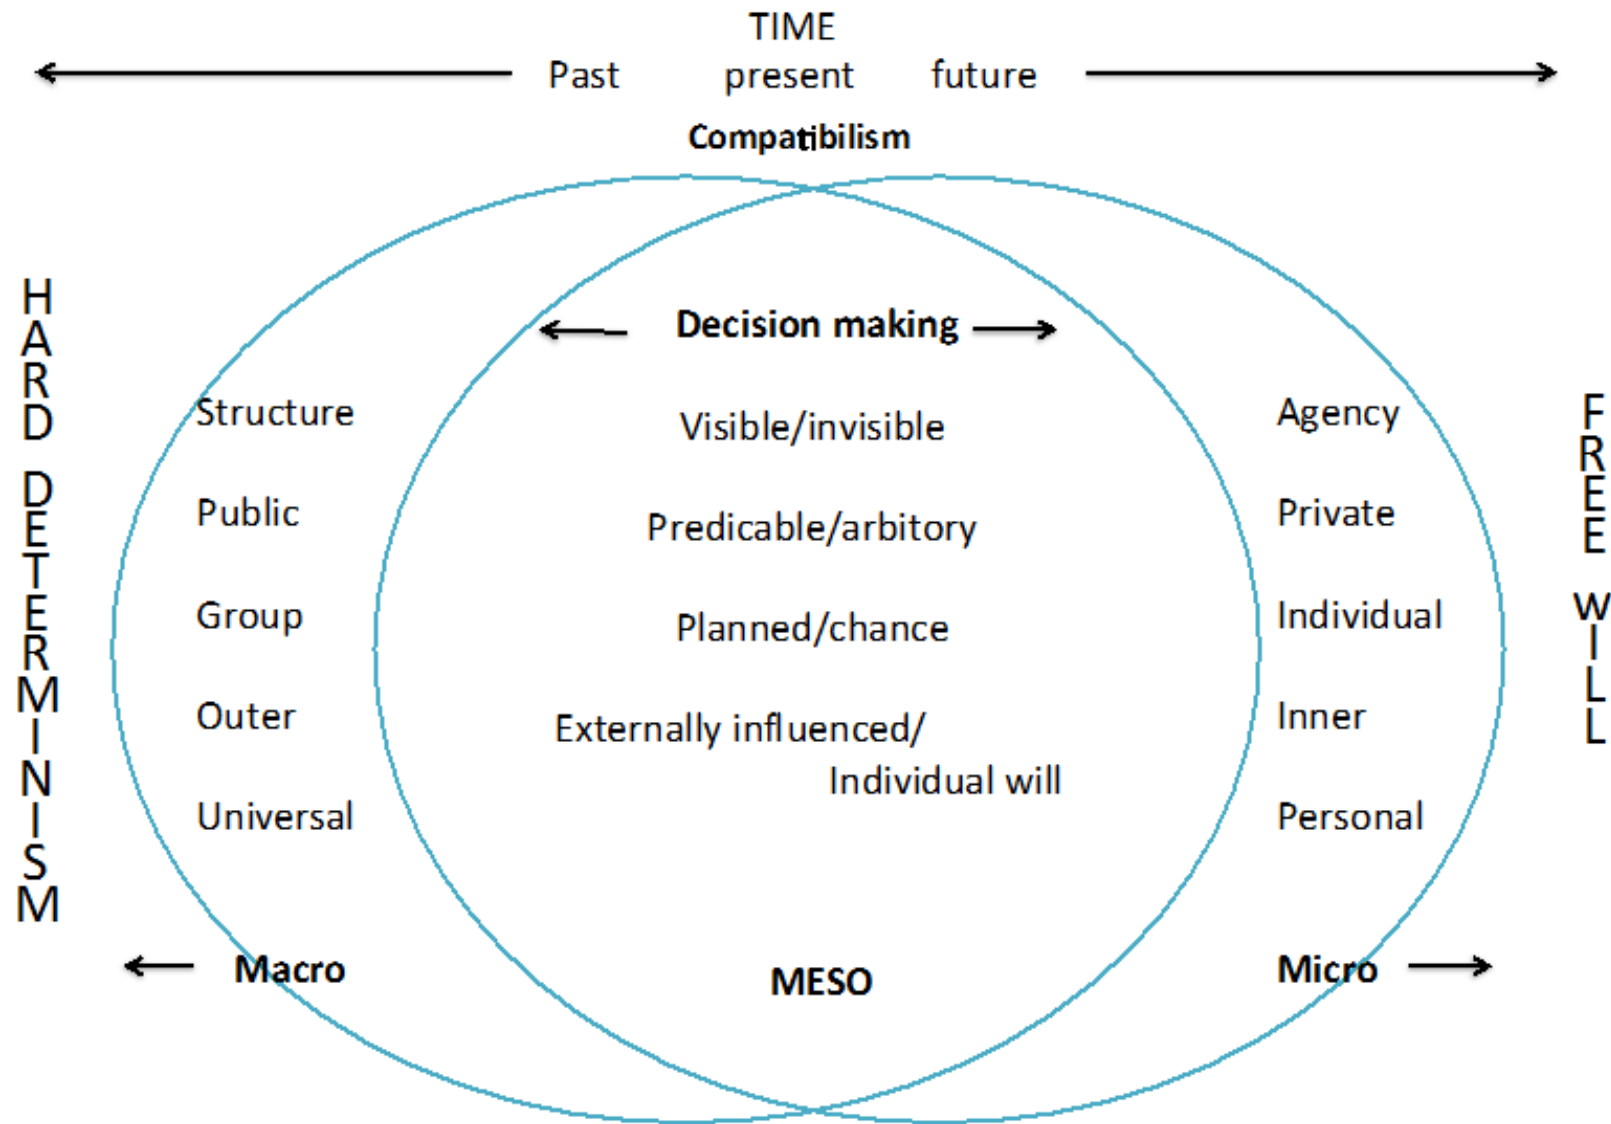 TIME
Past present future
Compatibilism
HARD DETERMINISM
Decision making
Structure
Visible/invisible
Agency
FREE WILL
Public
Predicable/arbitory
Private
Group
Planned/chance
Individual
Outer
Externally influenced/
Individual will
Inner
Universal
Personal
Macro
MESO
Micro